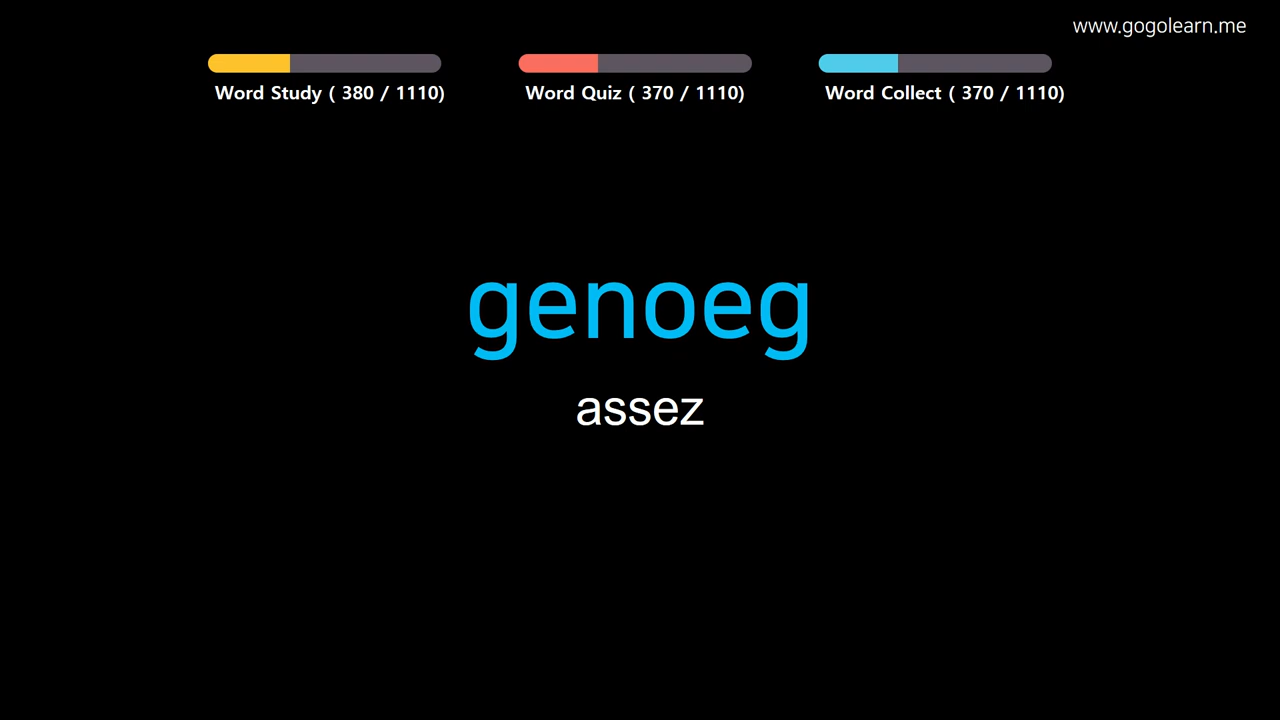 www.gogolearn.me
Word Study ( 380 / 1110)
Word Quiz ( 370 / 1110)
Word Collect ( 370 / 1110)
genoeg
assez